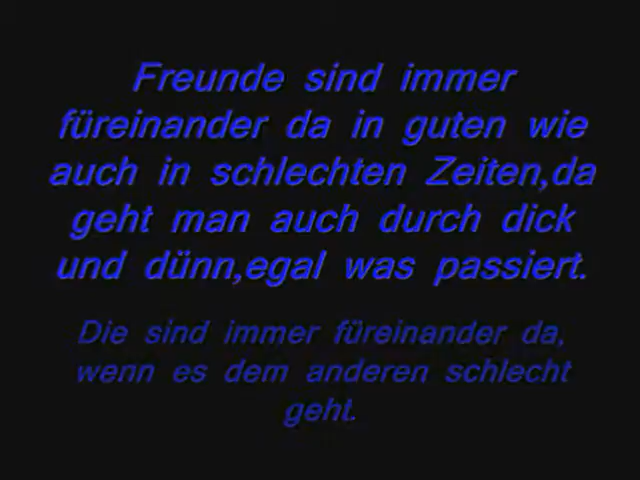 Freunde sind immer
füreinander da in guten wie
auch in schlechten Zeiten,da
geht man auch durch dick
und dünn,egal was passiert.
Die sind immer füreinander da,
wenn es dem anderen schlecht
geht.